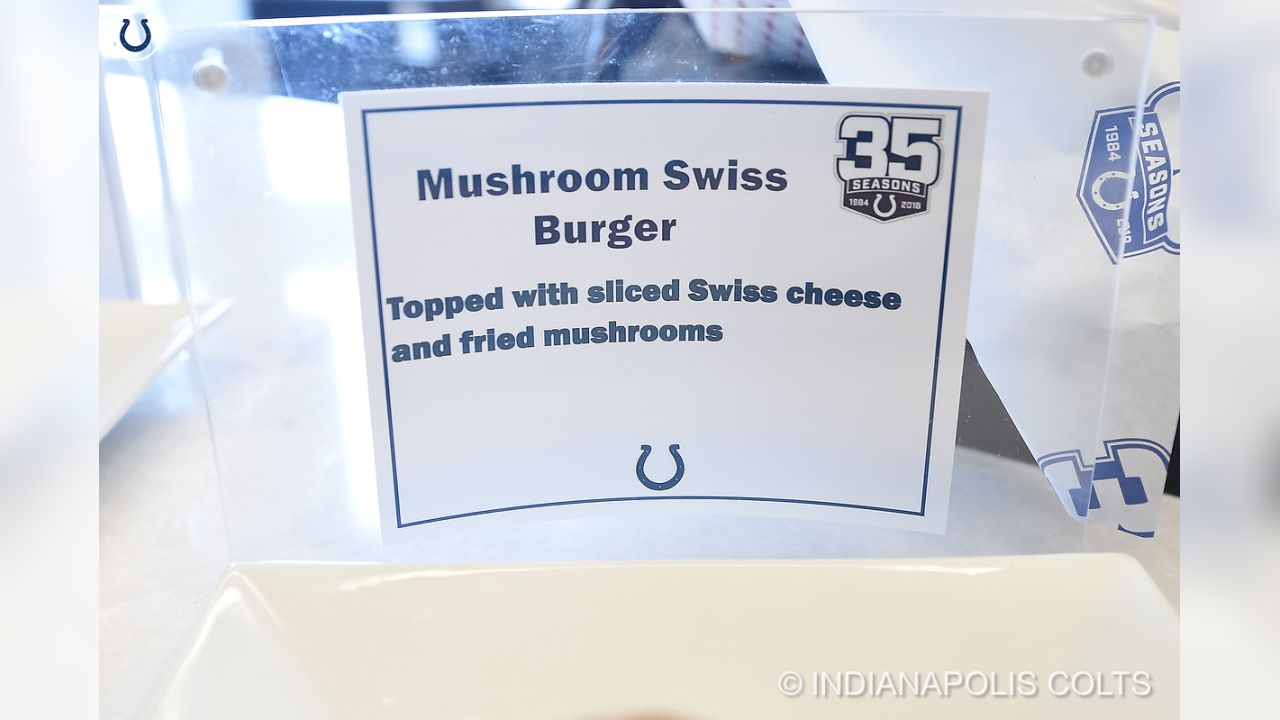 Mushroom Swiss
Burger
35
SEASONS
1984 2018
Topped with sliced Swiss cheese
and fried mushrooms
SEASONS
1984
© INDIANAPOLIS COLTS